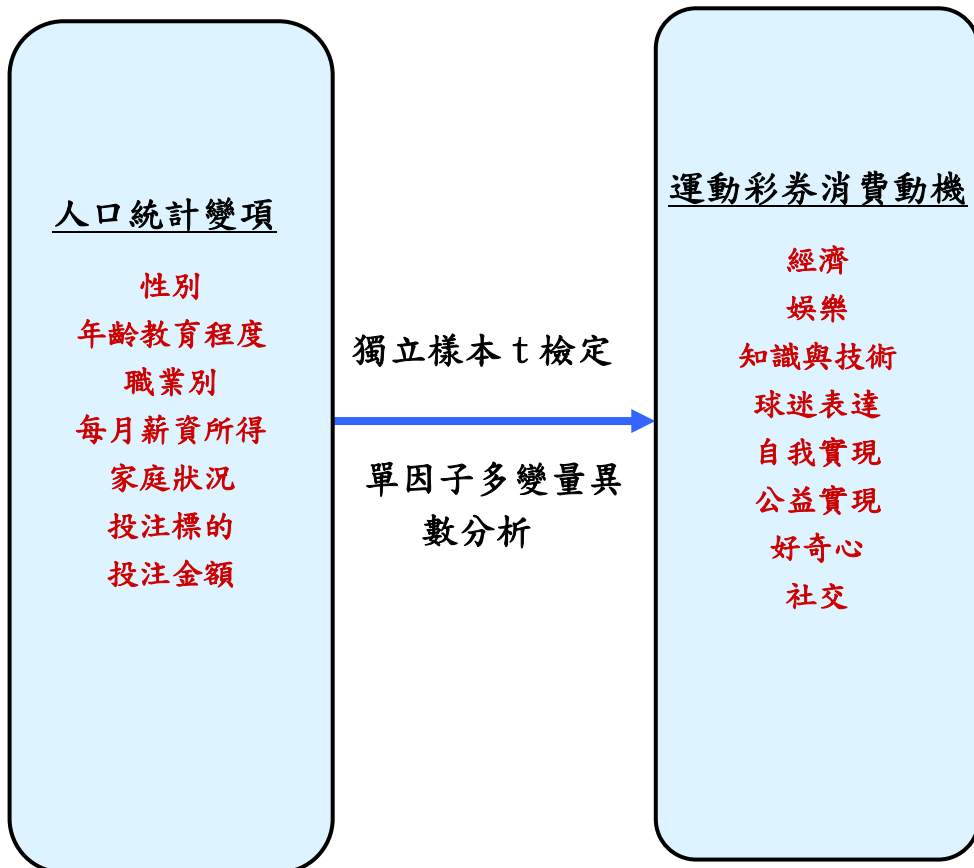 人口統計變項
性別
年齡教育程度
職業別
每月薪資所得
家庭狀況
投注標的
投注金額
獨立樣本 t 檢定
單因子多變量異
數分析
運動彩券消費動機
經濟
娛樂
知識與技術
球迷表達
自我實現
公益實現
好奇心
社交